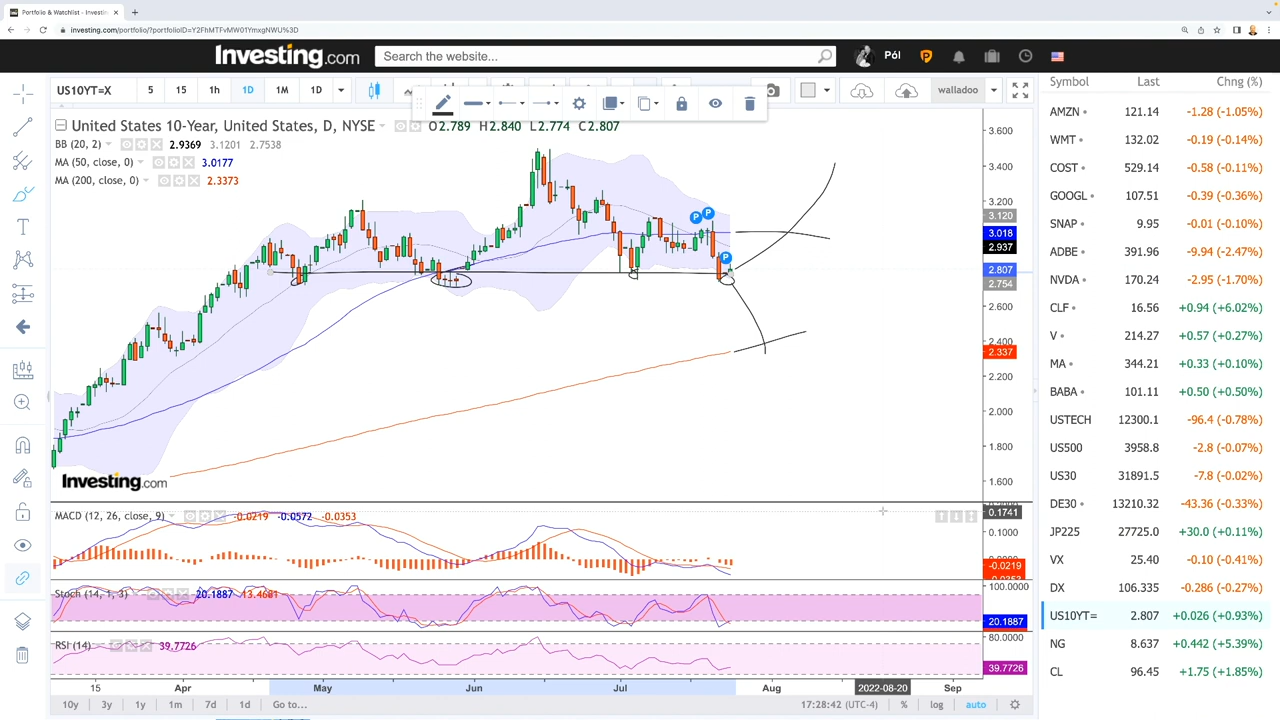 Portfolio & Watchlist - Investin
investing.com/portfolio/?portfolioID=Y2FhMTFvMW01YmxgNWU%3D
Investing.com
Search the website...
Pól
US10YT=X 5 15 1h 1D 1M 1D
walladoo
United States 10-Year, United States, D, NYSE O2.789 H2.840 L2.774 C2.807
BB (20, 2) 2.9369 3.1201 2.7538
MA (50, close, 0) 3.0177
MA (200, close, 0) 2.3373
P P
P
3.600
3.400
3.200
3.120
3.018
2.937
2.807
2.754
2.600
2.400
2.337
2.200
2.000
1.800
1.600
Investing.com
MACD (12, 26, close, 9) -0.0219 -0.0572 -0.0353
0.1741
0.1000
-0.0219
Stoch (14, 1, 3) 20.1887 13.4681
100.0000
20.1887
RSI (14) 39.7726
80.0000
39.7726
15 Apr May Jun Jul Aug 2022-08-20 Sep
10y 3y 1y 1m 7d 1d Go to...
17:28:42 (UTC-4) % log auto
Symbol Last Chng (%)
AMZN 121.14 -1.28 (-1.05%)
WMT 132.02 -0.19 (-0.14%)
COST 529.14 -0.58 (-0.11%)
GOOGL 107.51 -0.39 (-0.36%)
SNAP 9.95 -0.01 (-0.10%)
ADBE 391.96 -9.94 (-2.47%)
NVDA 170.24 -2.95 (-1.70%)
CLF 16.56 +0.94 (+6.02%)
V 214.27 +0.57 (+0.27%)
MA 344.21 +0.33 (+0.10%)
BABA 101.11 +0.50 (+0.50%)
USTECH 12300.1 -96.4 (-0.78%)
US500 3958.8 -2.8 (-0.07%)
US30 31891.5 -7.8 (-0.02%)
DE30 13210.32 -43.36 (-0.33%)
JP225 27725.0 +30.0 (+0.11%)
VX 25.40 -0.10 (-0.41%)
DX 106.335 -0.286 (-0.27%)
US10YT= 2.807 +0.026 (+0.93%)
NG 8.637 +0.442 (+5.39%)
CL 96.45 +1.75 (+1.85%)